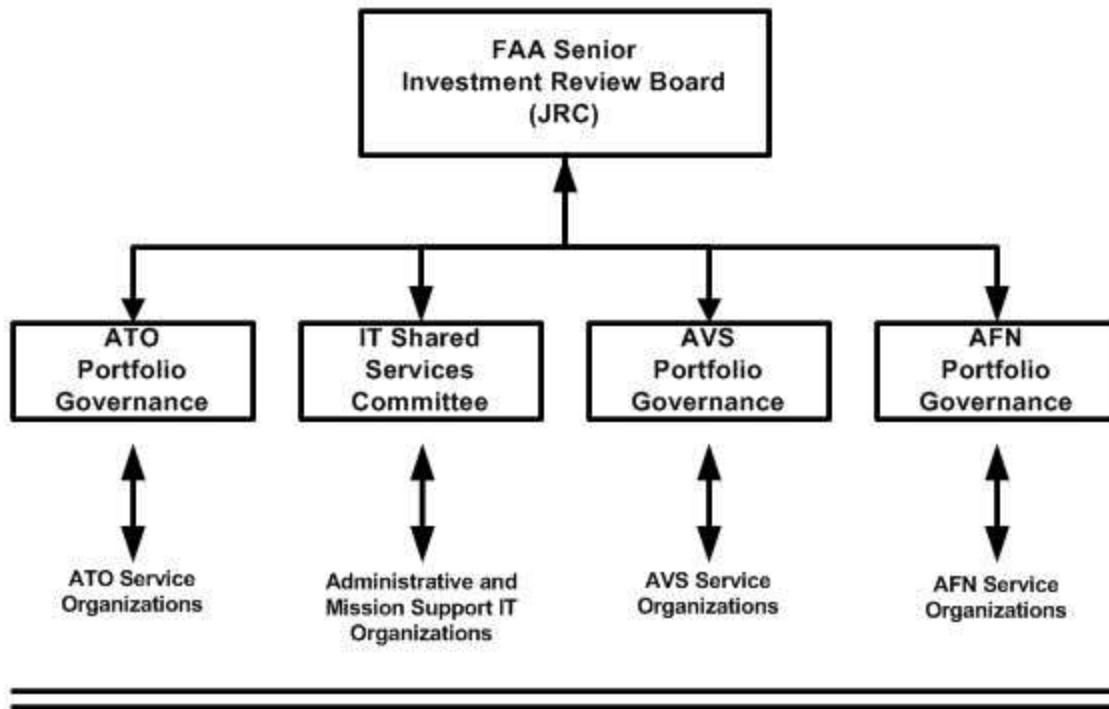 FAA Senior
Investment Review Board
(JRC)
ATO
Portfolio
Governance
IT Shared
Services
Committee
AVS
Portfolio
Governance
AFN
Portfolio
Governance
ATO Service
Organizations
Administrative and
Mission Support IT
Organizations
AVS Service
Organizations
AFN Service
Organizations